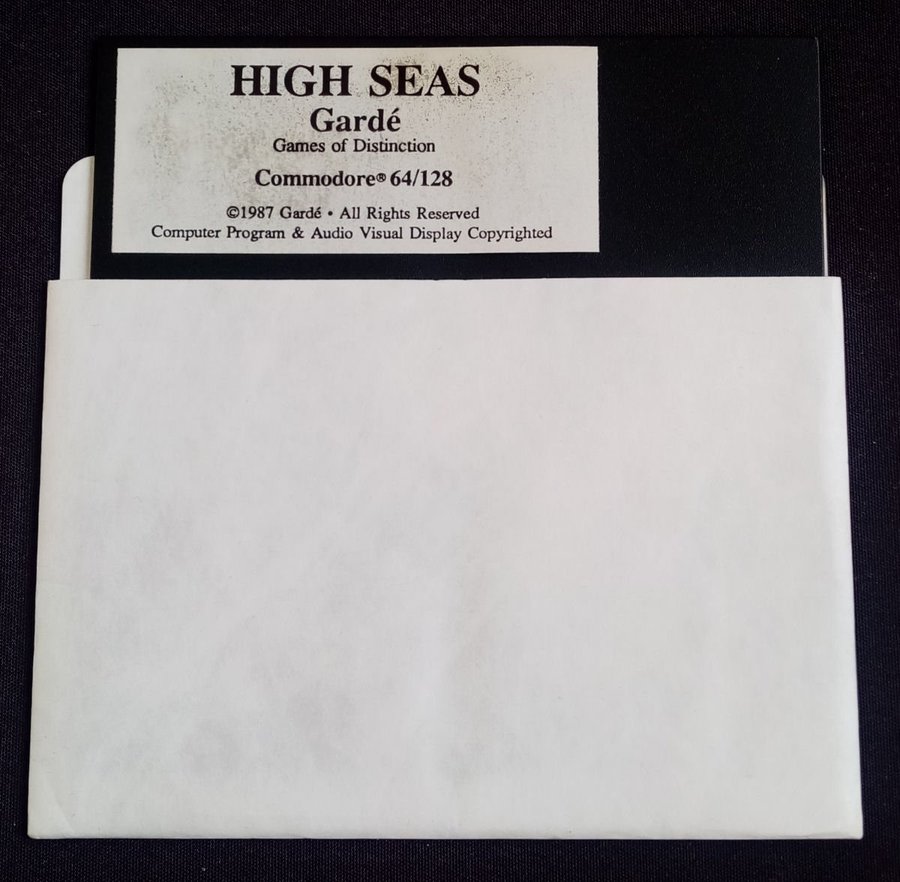 HIGH SEAS
Gardé
Games of Distinction
Commodore® 64/128
©1987 Gardé • All Rights Reserved
Computer Program & Audio Visual Display Copyrighted